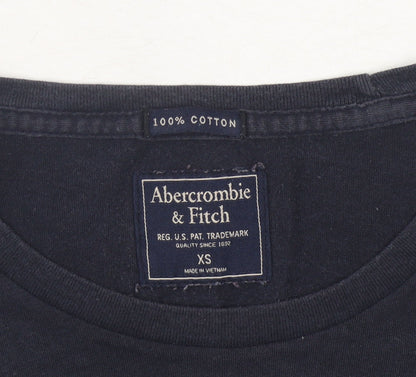 100% COTTON
Abercrombie
& Fitch
REG. U.S. PAT. TRADEMARK
QUALITY SINCE 1892
XS
MADE IN VIETNAM